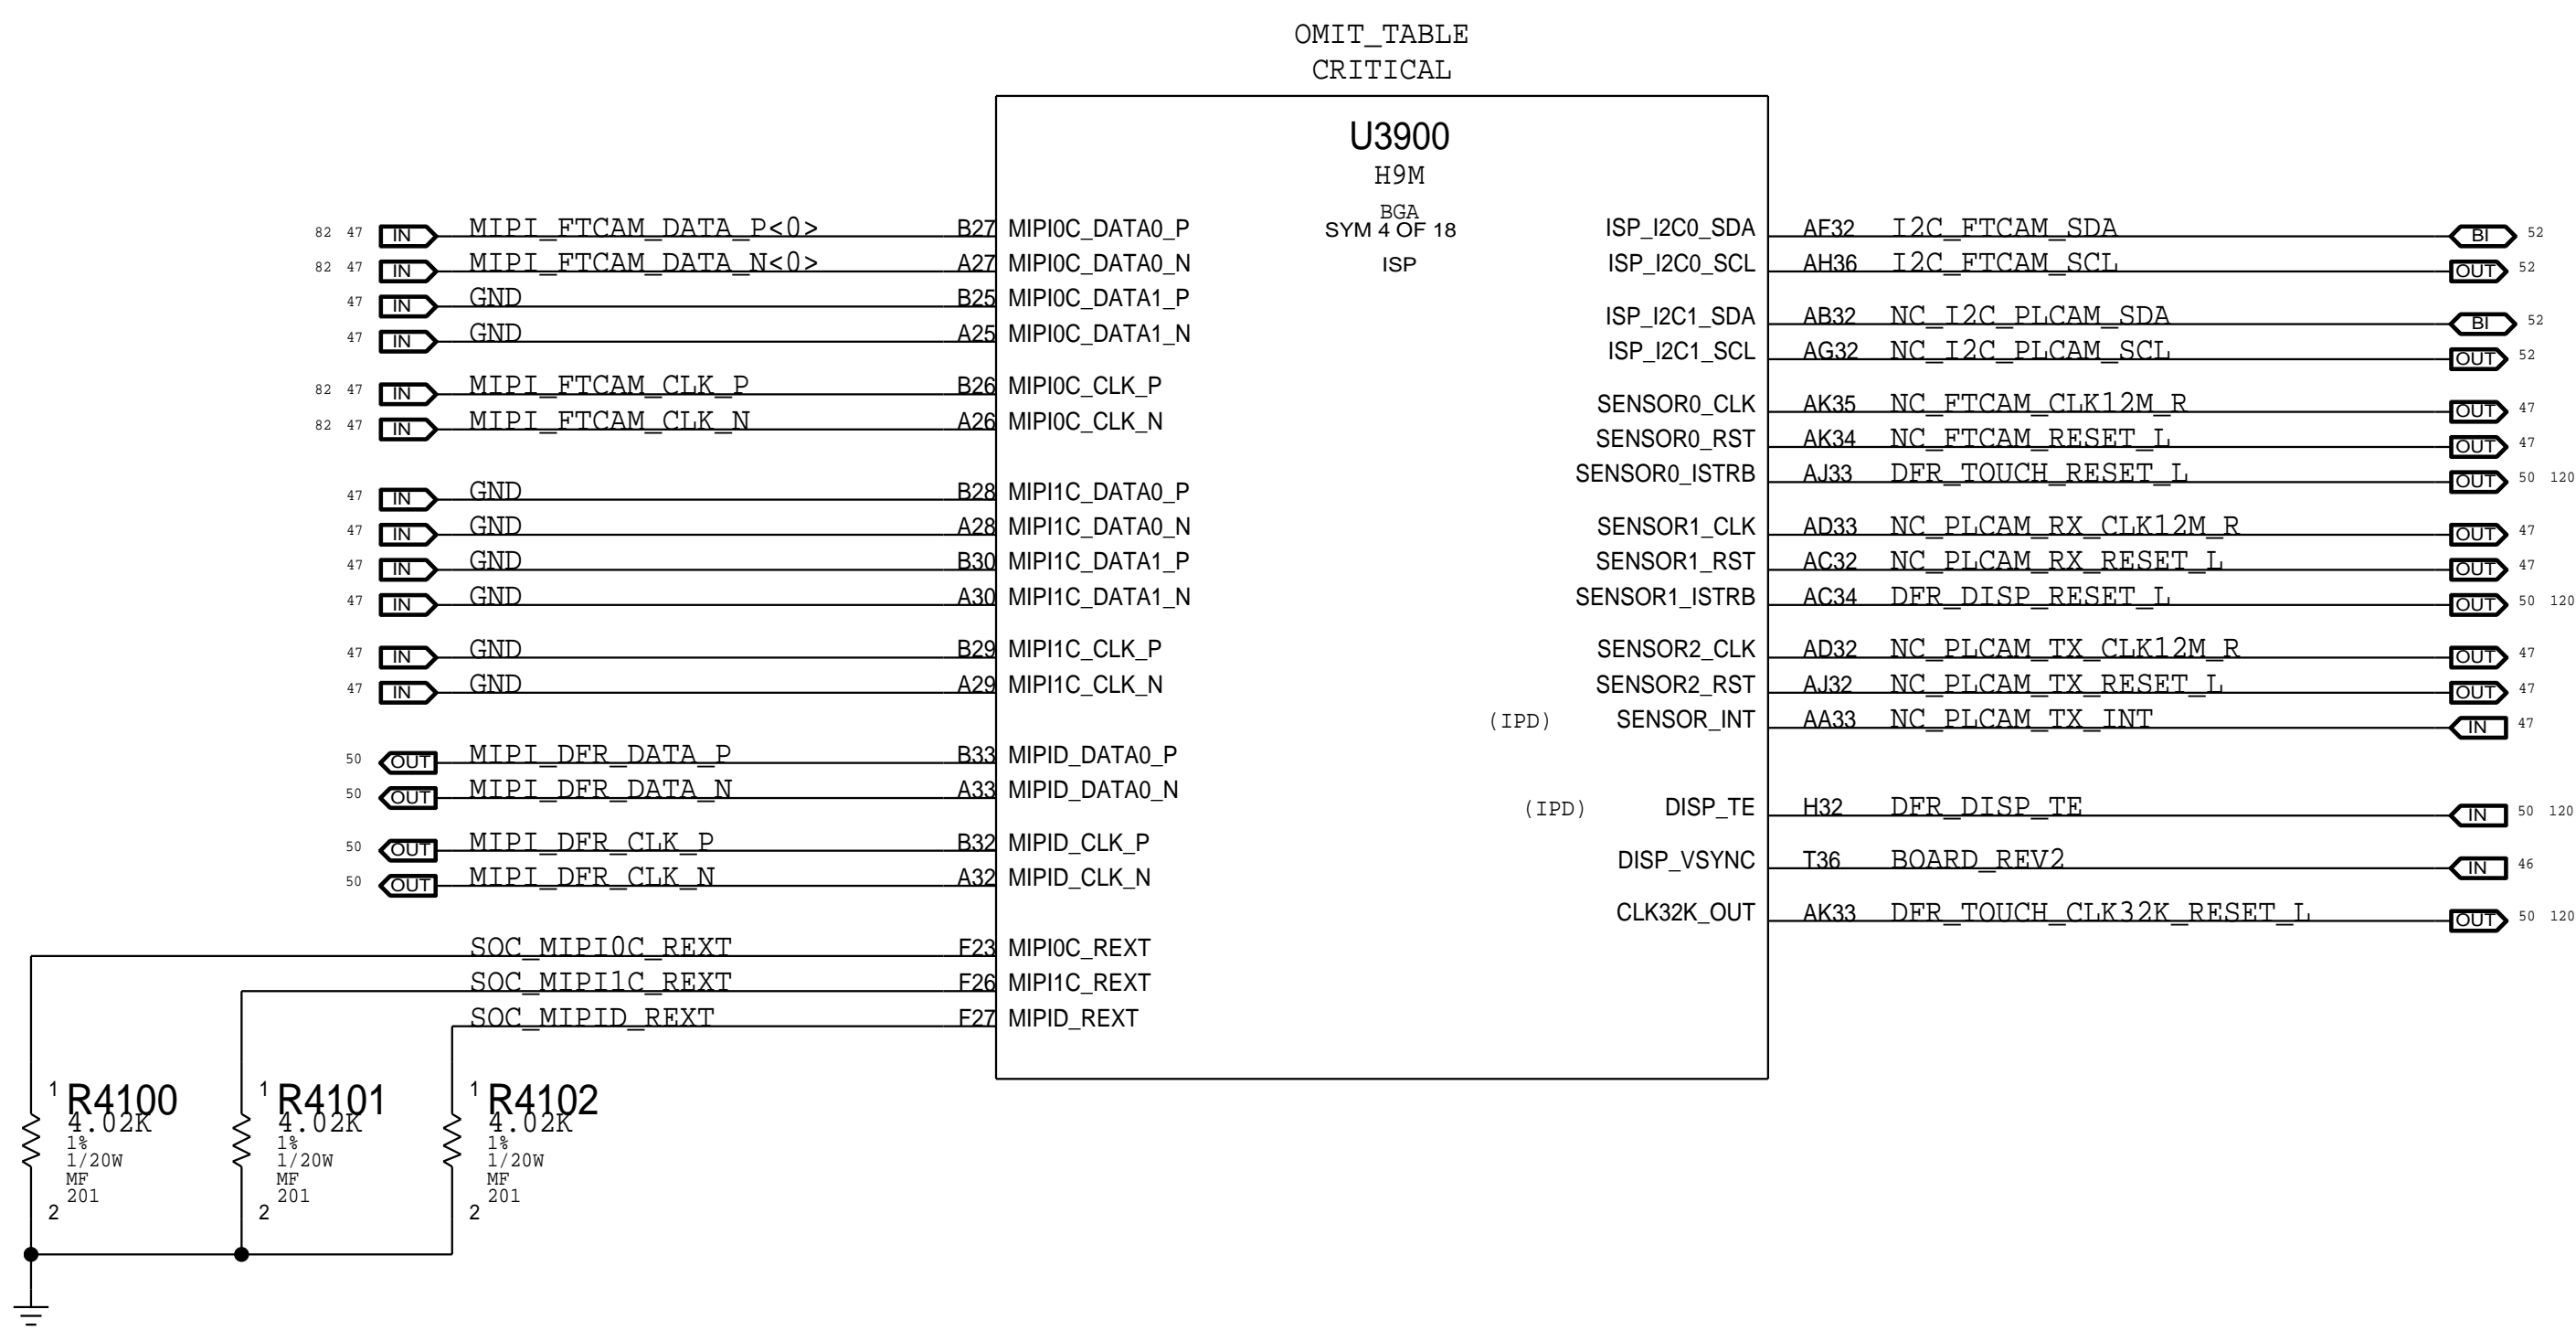 OMIT_TABLE
CRITICAL
U3900
H9M
BGA
SYM 4 OF 18
ISP
82 47 IN MIPI_FTCAM_DATA_P<0> B27 MIPI0C_DATA0_P
82 47 IN MIPI_FTCAM_DATA_N<0> A27 MIPI0C_DATA0_N
47 IN GND B25 MIPI0C_DATA1_P
47 IN GND A25 MIPI0C_DATA1_N
82 47 IN MIPI_FTCAM_CLK_P B26 MIPI0C_CLK_P
82 47 IN MIPI_FTCAM_CLK_N A26 MIPI0C_CLK_N
47 IN GND B28 MIPI1C_DATA0_P
47 IN GND A28 MIPI1C_DATA0_N
47 IN GND B30 MIPI1C_DATA1_P
47 IN GND A30 MIPI1C_DATA1_N
47 IN GND B29 MIPI1C_CLK_P
47 IN GND A29 MIPI1C_CLK_N
50 OUT MIPI_DFR_DATA_P B33 MIPID_DATA0_P
50 OUT MIPI_DFR_DATA_N A33 MIPID_DATA0_N
50 OUT MIPI_DFR_CLK_P B32 MIPID_CLK_P
50 OUT MIPI_DFR_CLK_N A32 MIPID_CLK_N
SOC_MIPI0C_REXT F23 MIPI0C_REXT
SOC_MIPI1C_REXT F26 MIPI1C_REXT
SOC_MIPID_REXT F27 MIPID_REXT
ISP_I2C0_SDA AF32 I2C_FTCAM_SDA BI 52
ISP_I2C0_SCL AH36 I2C_FTCAM_SCL OUT 52
ISP_I2C1_SDA AB32 NC_I2C_PLCAM_SDA BI 52
ISP_I2C1_SCL AG32 NC_I2C_PLCAM_SCL OUT 52
SENSOR0_CLK AK35 NC_FTCAM_CLK12M_R OUT 47
SENSOR0_RST AK34 NC_FTCAM_RESET_L OUT 47
SENSOR0_ISTRB AJ33 DFR_TOUCH_RESET_L OUT 50 120
SENSOR1_CLK AD33 NC_PLCAM_RX_CLK12M_R OUT 47
SENSOR1_RST AC32 NC_PLCAM_RX_RESET_L OUT 47
SENSOR1_ISTRB AC34 DFR_DISP_RESET_L OUT 50 120
SENSOR2_CLK AD32 NC_PLCAM_TX_CLK12M_R OUT 47
SENSOR2_RST AJ32 NC_PLCAM_TX_RESET_L OUT 47
(IPD) SENSOR_INT AA33 NC_PLCAM_TX_INT IN 47
(IPD) DISP_TE H32 DFR_DISP_TE IN 50 120
DISP_VSYNC T36 BOARD_REV2 IN 46
CLK32K_OUT AK33 DFR_TOUCH_CLK32K_RESET_L OUT 50 120
1 R4100
4.02K
1%
1/20W
MF
201
2
1 R4101
4.02K
1%
1/20W
MF
201
2
1 R4102
4.02K
1%
1/20W
MF
201
2